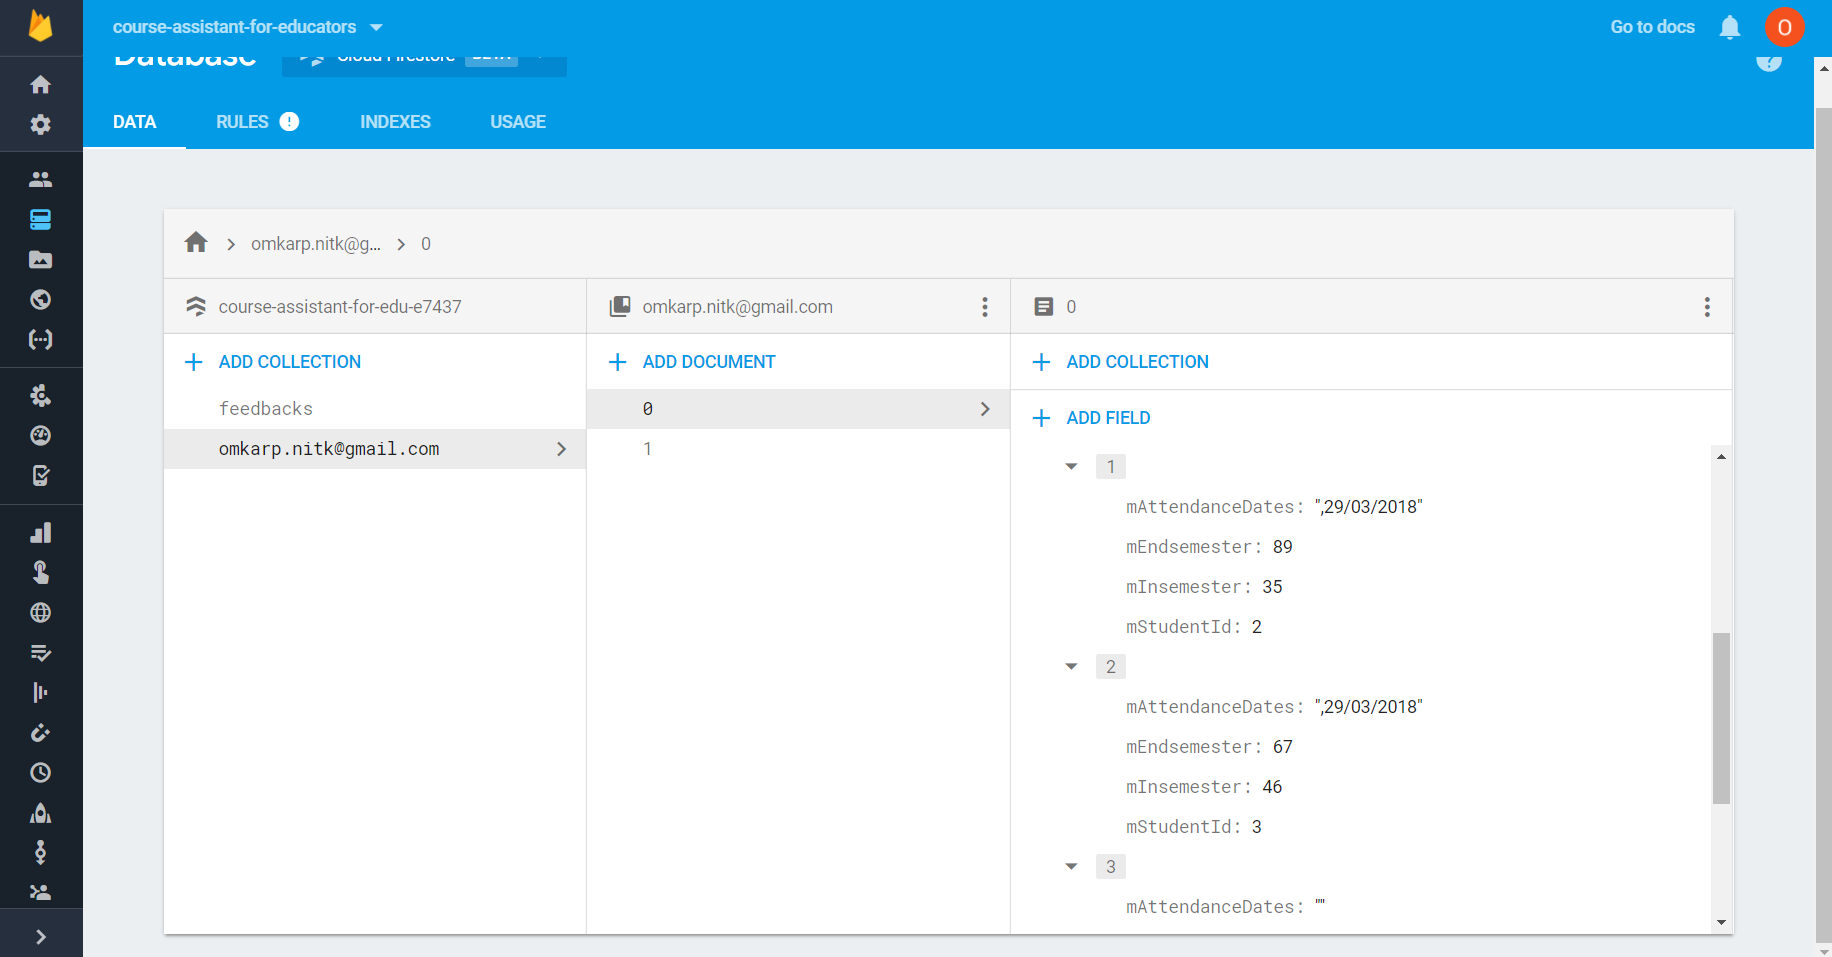 course-assistant-for-educators
Go to docs
O
Database
Cloud Firestore BETA
?
DATA
RULES !
INDEXES
USAGE
omkarp.nitk@g...
0
course-assistant-for-edu-e7437
omkarp.nitk@gmail.com
0
ADD COLLECTION
ADD DOCUMENT
ADD COLLECTION
feedbacks
omkarp.nitk@gmail.com
0
1
ADD FIELD
1
mAttendanceDates: ",29/03/2018"
mEndsemester: 89
mInsemester: 35
mStudentId: 2
2
mAttendanceDates: ",29/03/2018"
mEndsemester: 67
mInsemester: 46
mStudentId: 3
3
mAttendanceDates: ""